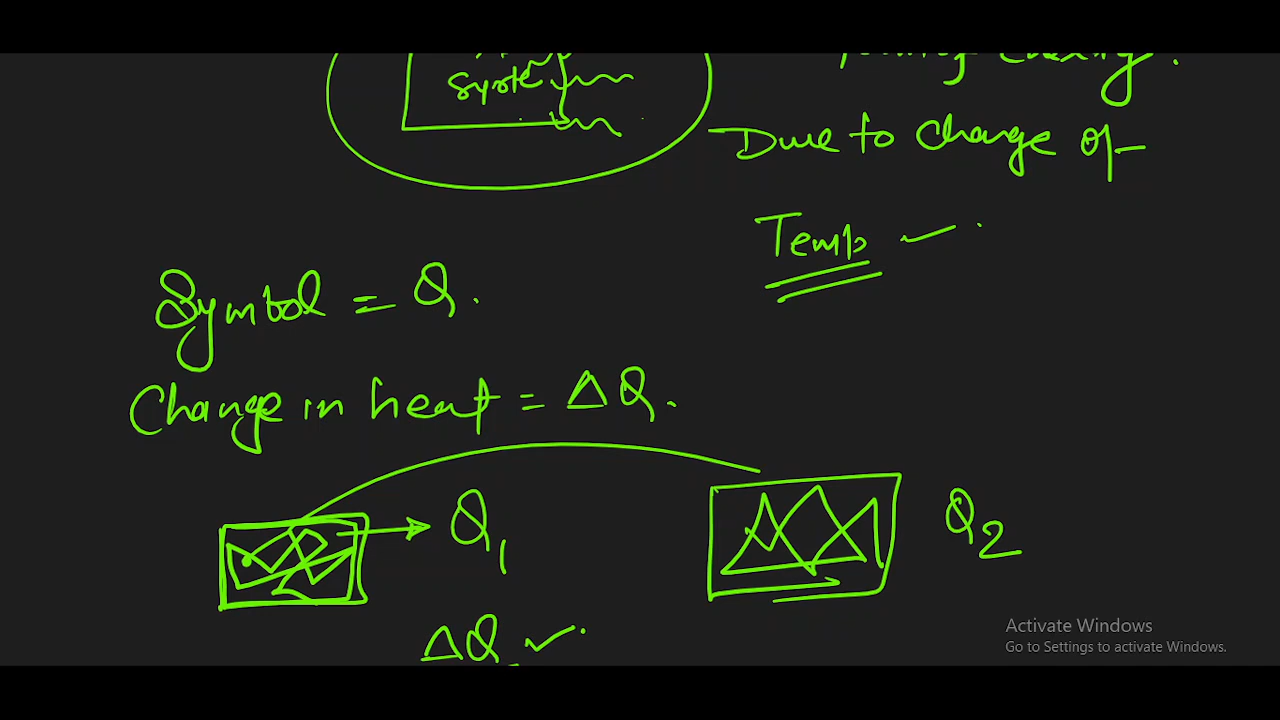 Syste
Due to change of
Temp
Symbol = Q.
Change in heat = ΔQ.
Q1
Q2
ΔQ
Activate Windows
Go to Settings to activate Windows.